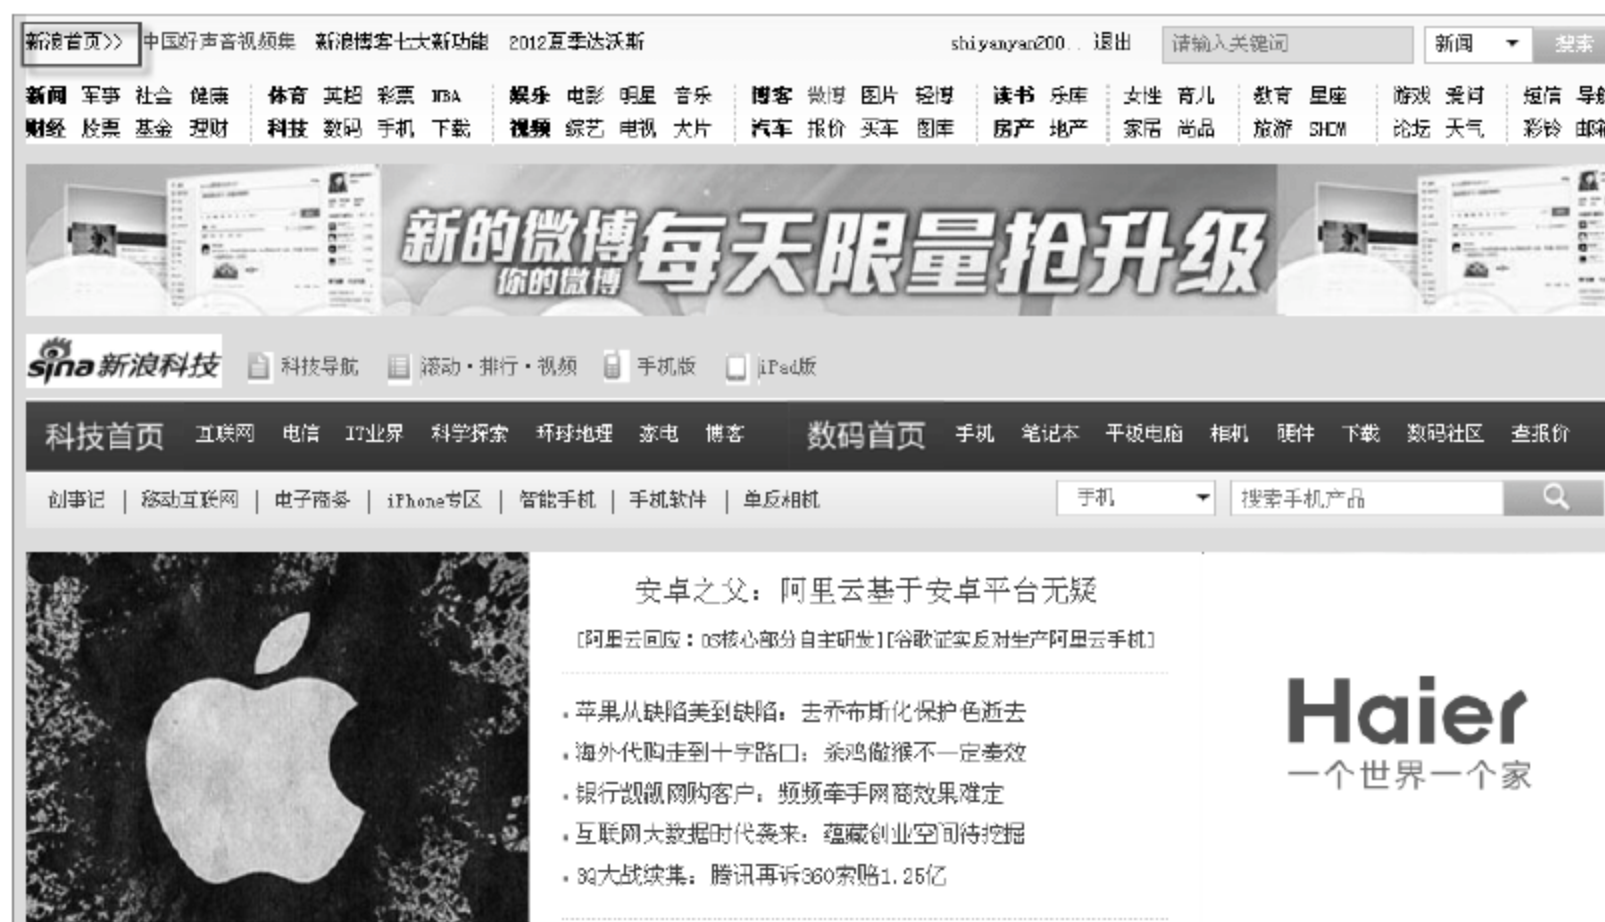 新浪首页>> 中国好声音视频集 新浪博客七大新功能 2012夏季达沃斯 shiyanyan200.. 退出 请输入关键词 新闻 搜索
新闻 军事 社会 健康 体育 英超 彩票 NBA 娱乐 电影 明星 音乐 博客 微博 图片 轻博 读书 乐库 女性 育儿 教育 星座 游戏 爱问 短信 导航
财经 股票 基金 理财 科技 数码 手机 下载 视频 综艺 电视 大片 汽车 报价 买车 图库 房产 地产 家居 尚品 旅游 SHOW 论坛 天气 彩铃 邮箱
新的微博每天限量抢升级
你的微博
sina新浪科技 科技导航 滚动·排行·视频 手机版 iPad版
科技首页 互联网 电信 IT业界 科学探索 环球地理 家电 博客 数码首页 手机 笔记本 平板电脑 相机 硬件 下载 数码社区 查报价
创事记 | 移动互联网 | 电子商务 | iPhone专区 | 智能手机 | 手机软件 | 单反相机 手机 搜索手机产品
安卓之父：阿里云基于安卓平台无疑
[阿里云回应：OS核心部分自主研发][谷歌证实反对生产阿里云手机]
苹果从缺陷美到缺陷：去乔布斯化保护色逝去
海外代购走到十字路口：杀鸡儆猴不一定奏效
银行觊觎网购客户：频频牵手网商效果难定
互联网大数据时代袭来：蕴藏创业空间待挖掘
3Q大战续集：腾讯再诉360索赔1.25亿
Haier
一个世界一个家